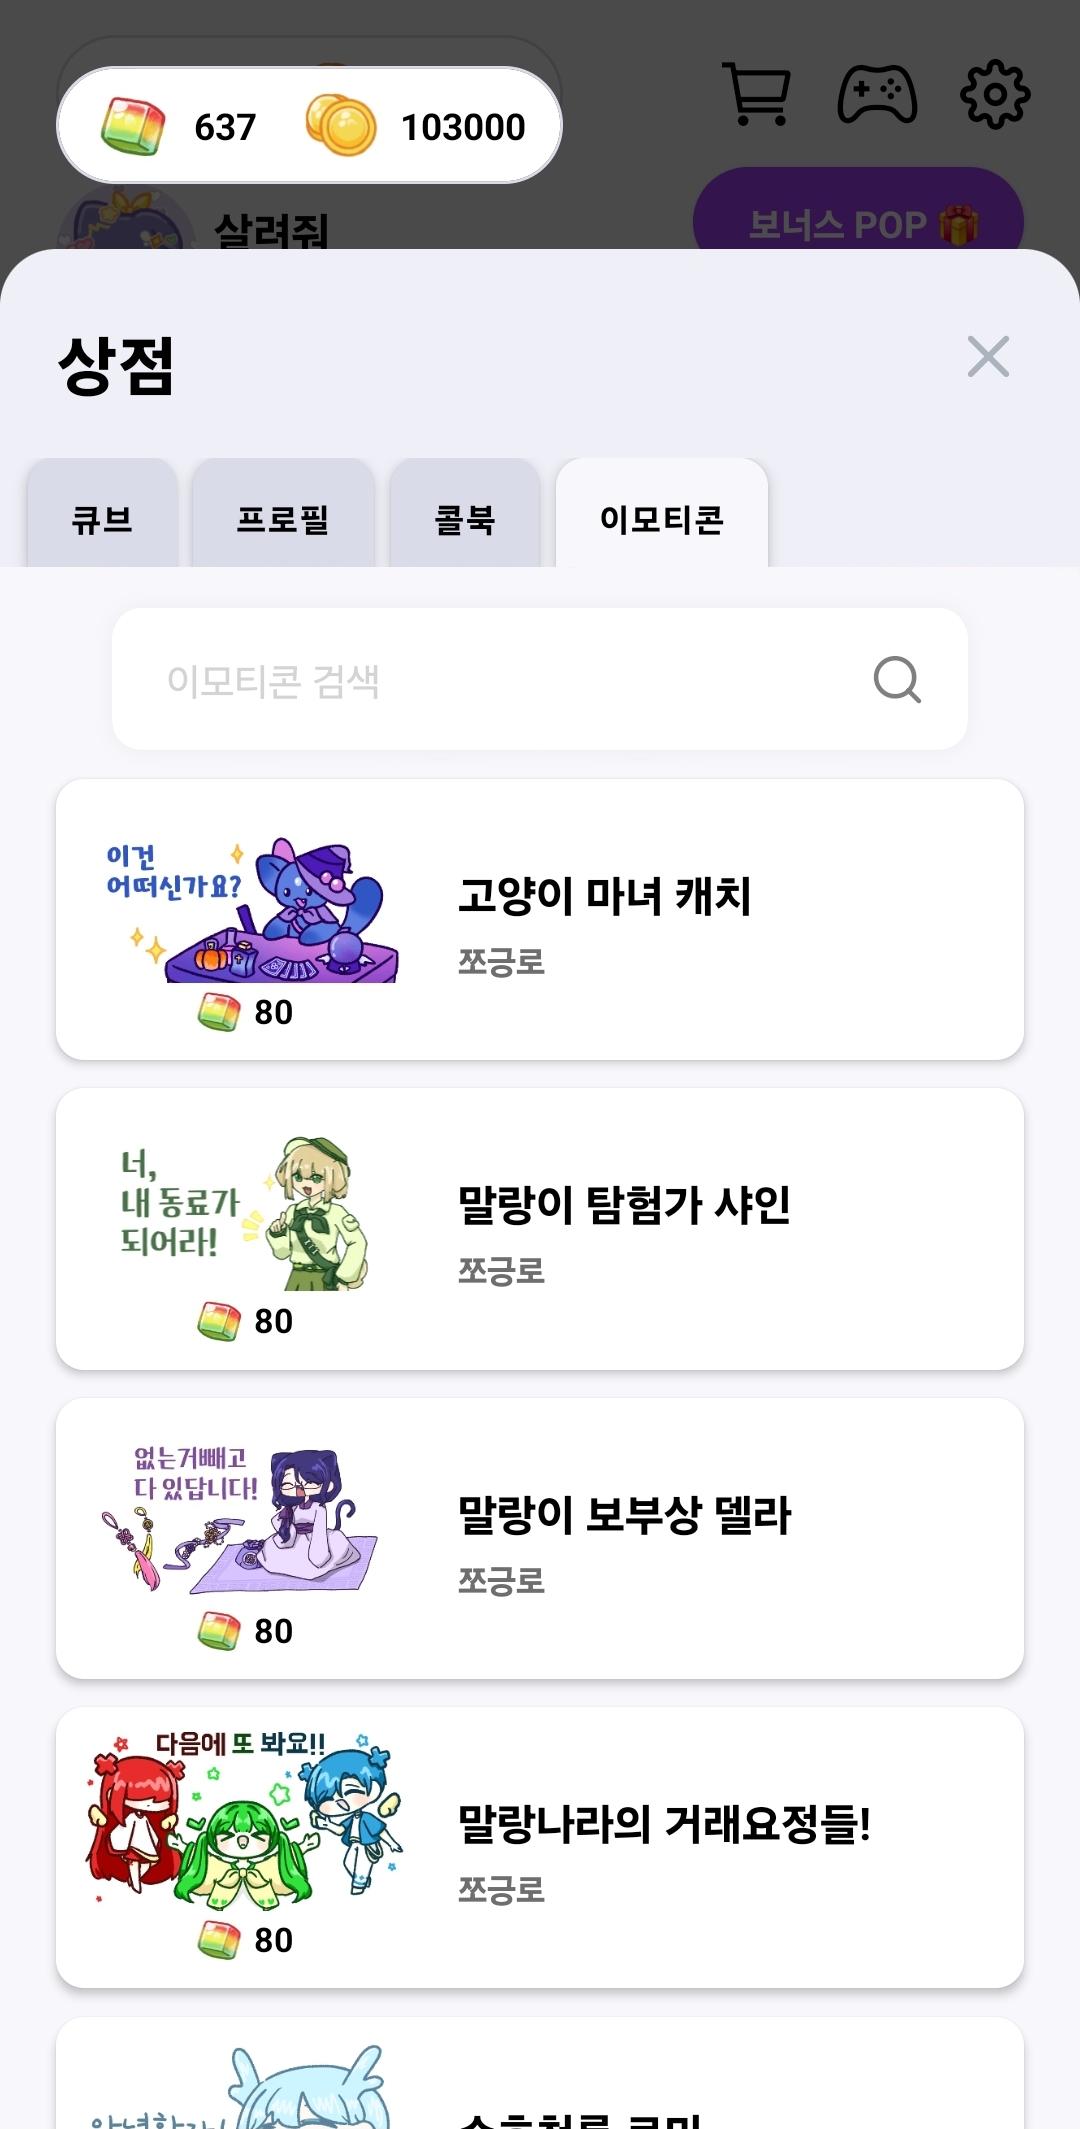 637
103000
살려줘
보너스 POP
상점
큐브
프로필
콜북
이모티콘
이모티콘 검색
이건
어떠신가요?
고양이 마녀 캐치
쪼긍로
80
너,
내 동료가
되어라!
말랑이 탐험가 샤인
쪼긍로
80
없는거빼고
다 있답니다!
말랑이 보부상 델라
쪼긍로
80
다음에 또 봐요!!
말랑나라의 거래요정들!
쪼긍로
80